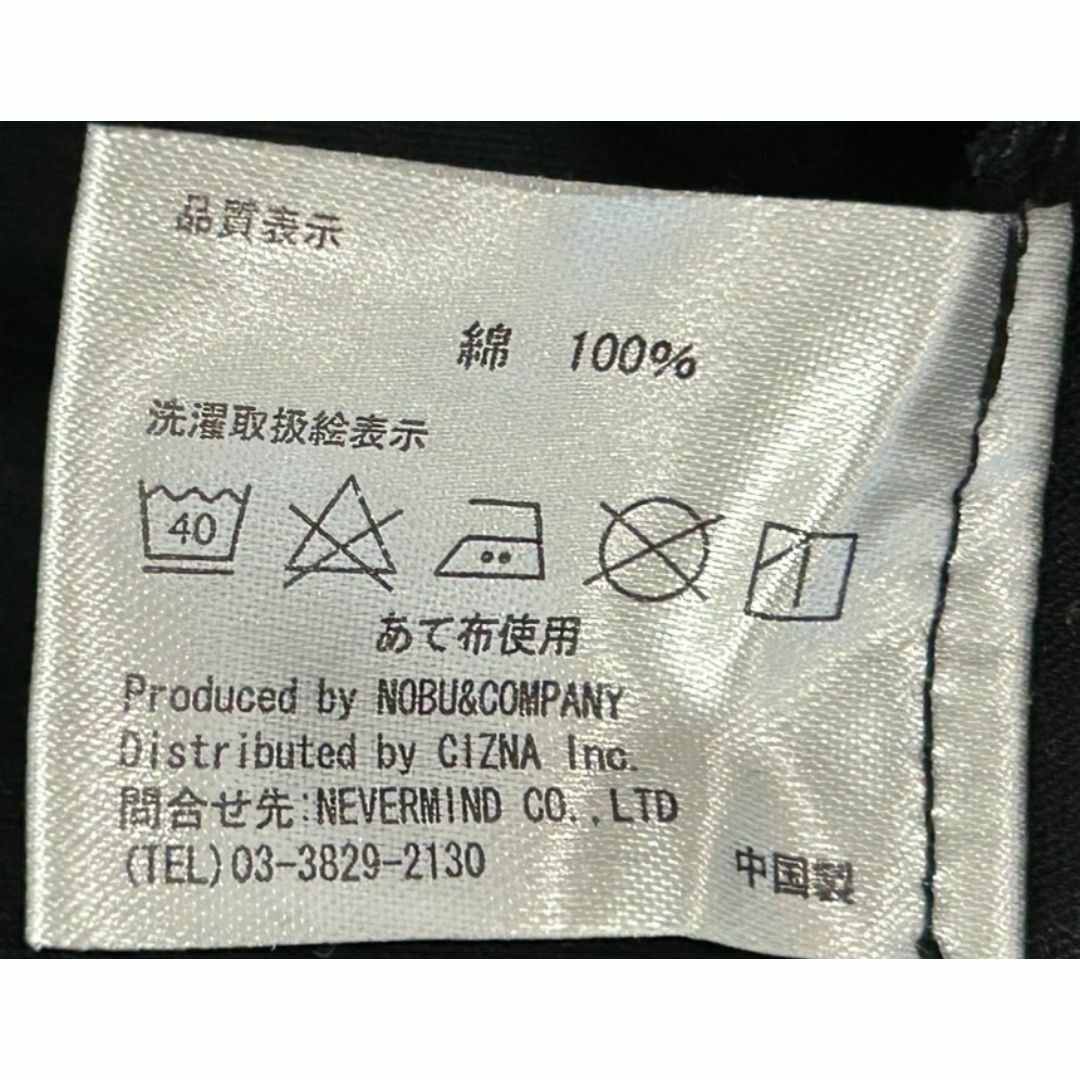 品質表示
綿 100%
洗濯取扱絵表示
40
あて布使用
Produced by NOBU&COMPANY
Distributed by CIZNA Inc.
問合せ先:NEVERMIND CO.,LTD
(TEL)03-3829-2130
中国製